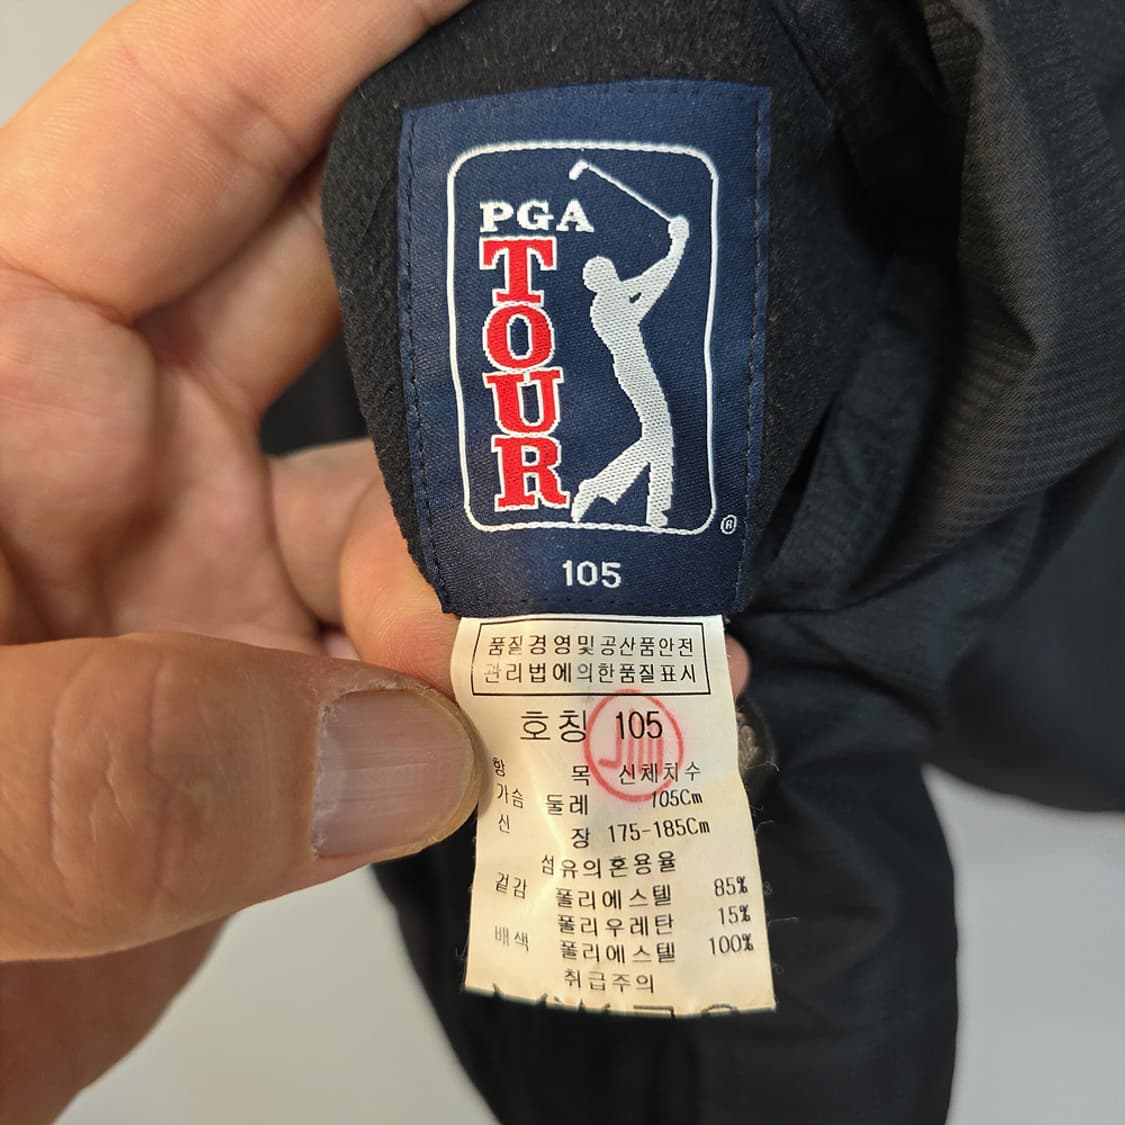 PGA
TOUR
®
105
품질경영및공산품안전
관리법에의한품질표시
호칭 105
항 목 신체치수
가슴 둘레 105Cm
신 장 175-185Cm
섬유의혼용율
겉감 폴리에스텔 85%
폴리우레탄 15%
배색 폴리에스텔 100%
취급주의